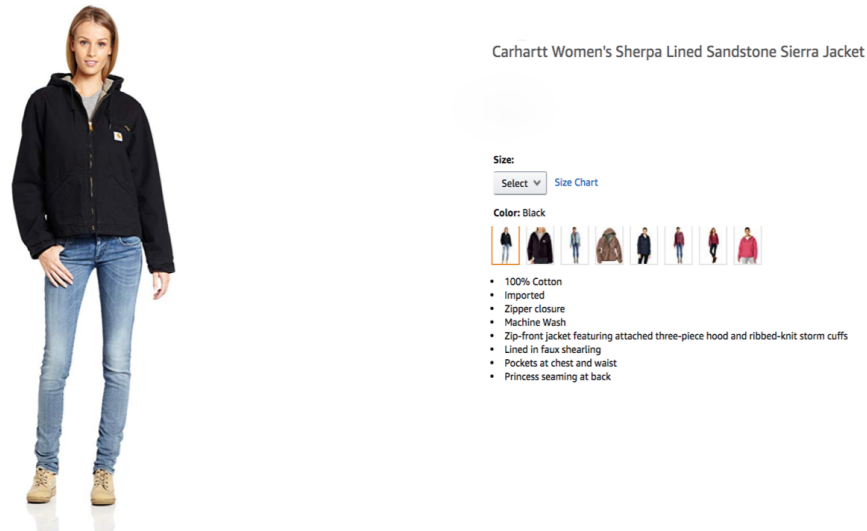 Carhartt Women's Sherpa Lined Sandstone Sierra Jacket
Size:
Select
Size Chart
Color: Black
100% Cotton
Imported
Zipper closure
Machine Wash
Zip-front jacket featuring attached three-piece hood and ribbed-knit storm cuffs
Lined in faux shearling
Pockets at chest and waist
Princess seaming at back